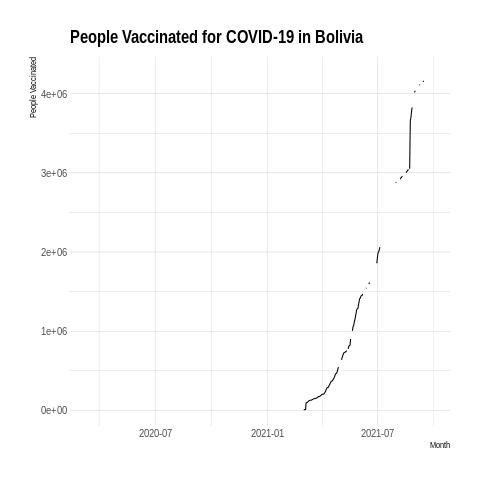 People Vaccinated for COVID-19 in Bolivia
People Vaccinated
4e+06
3e+06
2e+06
1e+06
0e+00
2020-07
2021-01
2021-07
Month